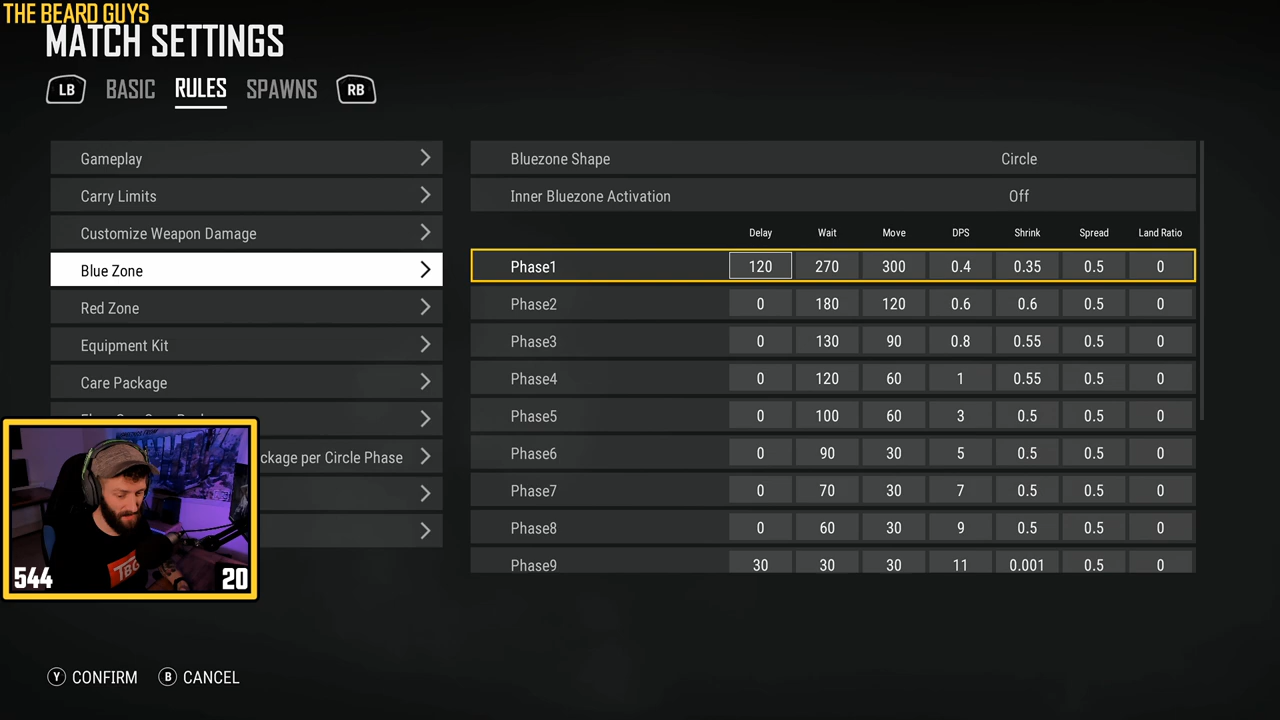 THE BEARD GUYS
MATCH SETTINGS
LB BASIC RULES SPAWNS RB
Gameplay
Carry Limits
Customize Weapon Damage
Blue Zone
Red Zone
Equipment Kit
Care Package
ckage per Circle Phase
Bluezone Shape Circle
Inner Bluezone Activation Off
Delay Wait Move DPS Shrink Spread Land Ratio
Phase1 120 270 300 0.4 0.35 0.5 0
Phase2 0 180 120 0.6 0.6 0.5 0
Phase3 0 130 90 0.8 0.55 0.5 0
Phase4 0 120 60 1 0.55 0.5 0
Phase5 0 100 60 3 0.5 0.5 0
Phase6 0 90 30 5 0.5 0.5 0
Phase7 0 70 30 7 0.5 0.5 0
Phase8 0 60 30 9 0.5 0.5 0
Phase9 30 30 30 11 0.001 0.5 0
TBG
544 20
Y CONFIRM B CANCEL